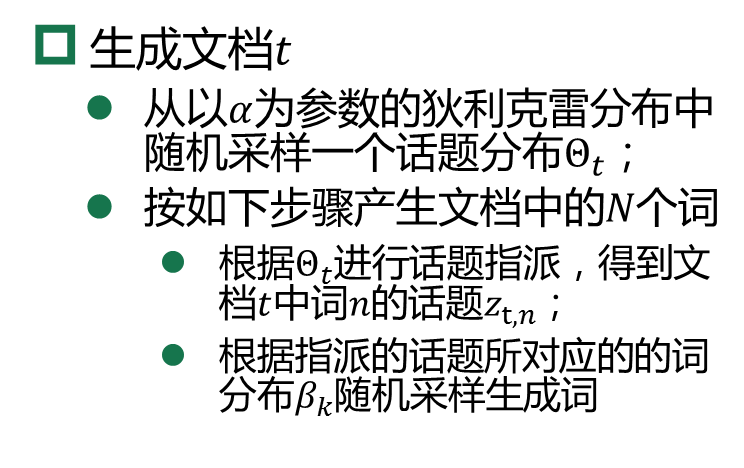 生成文档t
从以α为参数的狄利克雷分布中
随机采样一个话题分布Θt；
按如下步骤产生文档中的N个词
根据Θt进行话题指派，得到文
档t中词n的话题zt,n；
根据指派的话题所对应的的词
分布βk随机采样生成词